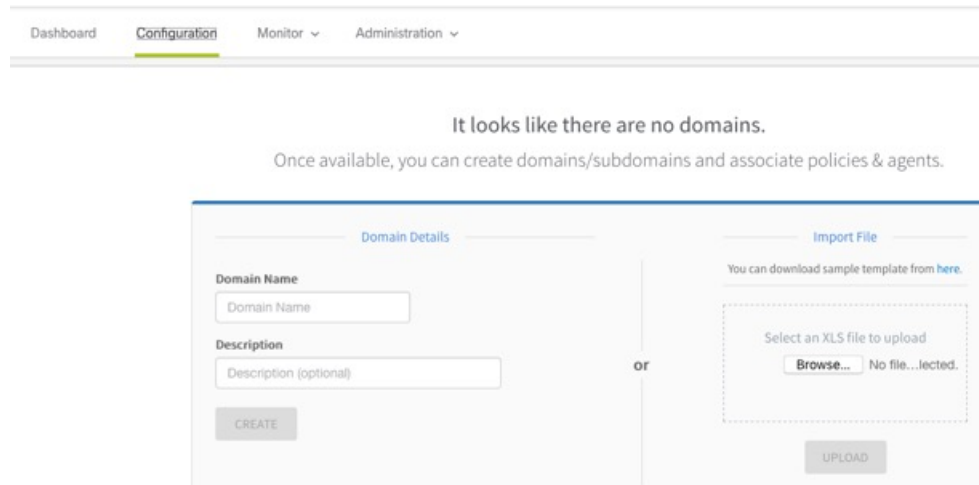 Dashboard Configuration Monitor Administration
It looks like there are no domains.
Once available, you can create domains/subdomains and associate policies & agents.
Domain Details
Domain Name
Domain Name
Description
Description (optional)
CREATE
or
Import File
You can download sample template from here.
Select an XLS file to upload
Browse... No file...lected.
UPLOAD